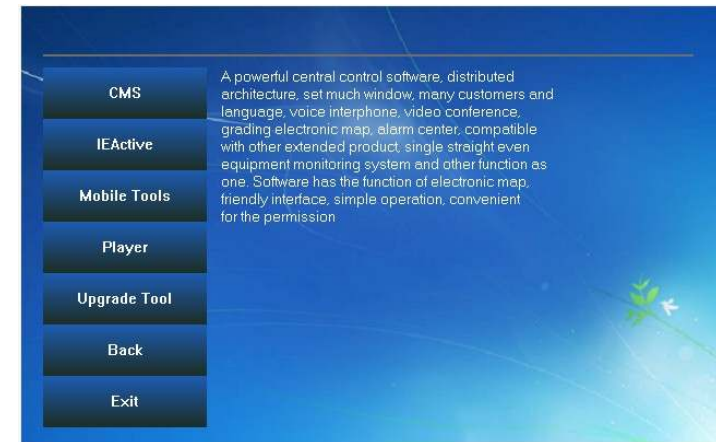 CMS
IEActive
Mobile Tools
Player
Upgrade Tool
Back
Exit
A powerful central control software, distributed
architecture, set much window, many customers and
language, voice interphone, video conference,
grading electronic map, alarm center, compatible
with other extended product, single straight even
equipment monitoring system and other function as
one. Software has the function of electronic map,
friendly interface, simple operation, convenient
for the permission